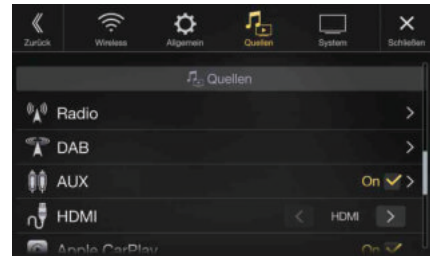 Zurück Wireless Allgemein Quellen System Schließen
Quellen
Radio
DAB
AUX On
HDMI HDMI
Apple CarPlay On